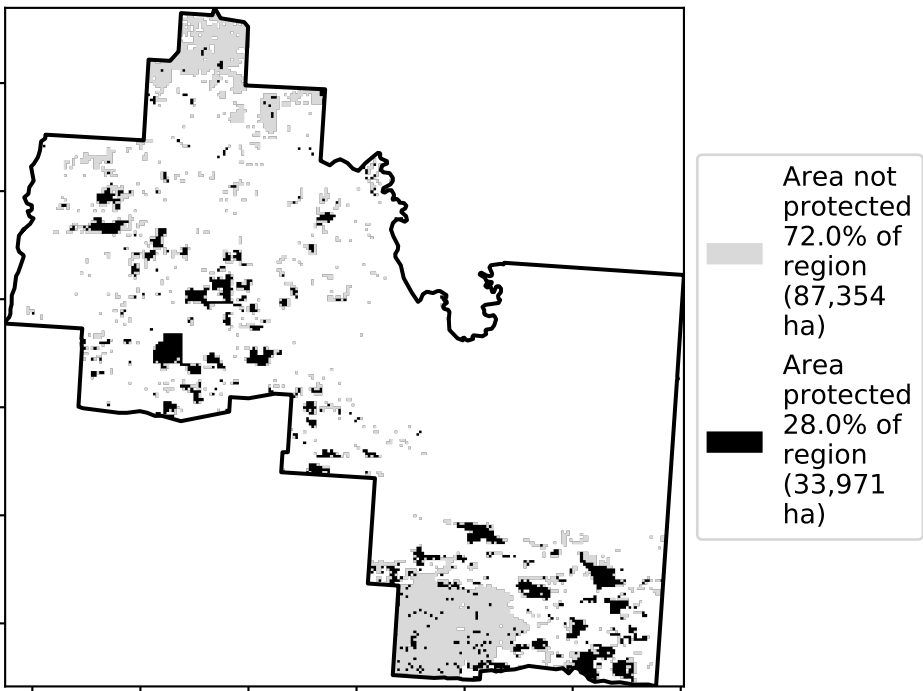 Area not
protected
72.0% of
region
(87,354
ha)
Area
protected
28.0% of
region
(33,971
ha)